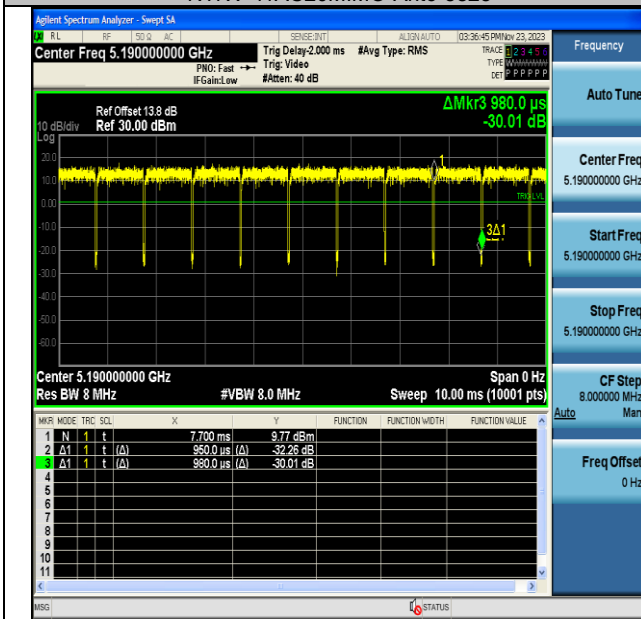 Agilent Spectrum Analyzer - Swept SA
RL RF 50 Ω AC SENSE:INT ALIGN AUTO 03:36:45 PM Nov 23, 2023
Center Freq 5.190000000 GHz Trig Delay-2.000 ms #Avg Type: RMS TRACE 1 2 3 4 5 6
PNO: Fast Trig: Video TYPE WWWWWW
IFGain:Low #Atten: 40 dB DET P P P P P P
Frequency
Auto Tune
Center Freq
5.190000000 GHz
Start Freq
5.190000000 GHz
Stop Freq
5.190000000 GHz
CF Step
8.000000 MHz
Auto Man
Freq Offset
0 Hz
Ref Offset 13.8 dB ΔMkr3 980.0 µs
10 dB/div Ref 30.00 dBm -30.01 dB
Log
20.0
10.0
0.00
-10.0
-20.0
-30.0
-40.0
-50.0
-60.0
1
TRIG LVL
3Δ1
Center 5.190000000 GHz Span 0 Hz
Res BW 8 MHz #VBW 8.0 MHz Sweep 10.00 ms (10001 pts)
MKR MODE TRC SCL X Y FUNCTION FUNCTION WIDTH FUNCTION VALUE
1 N 1 t 7.700 ms 9.77 dBm
2 Δ1 1 t (Δ) 950.0 µs (Δ) -32.26 dB
3 Δ1 1 t (Δ) 980.0 µs (Δ) -30.01 dB
4
5
6
7
8
9
10
11
MSG STATUS